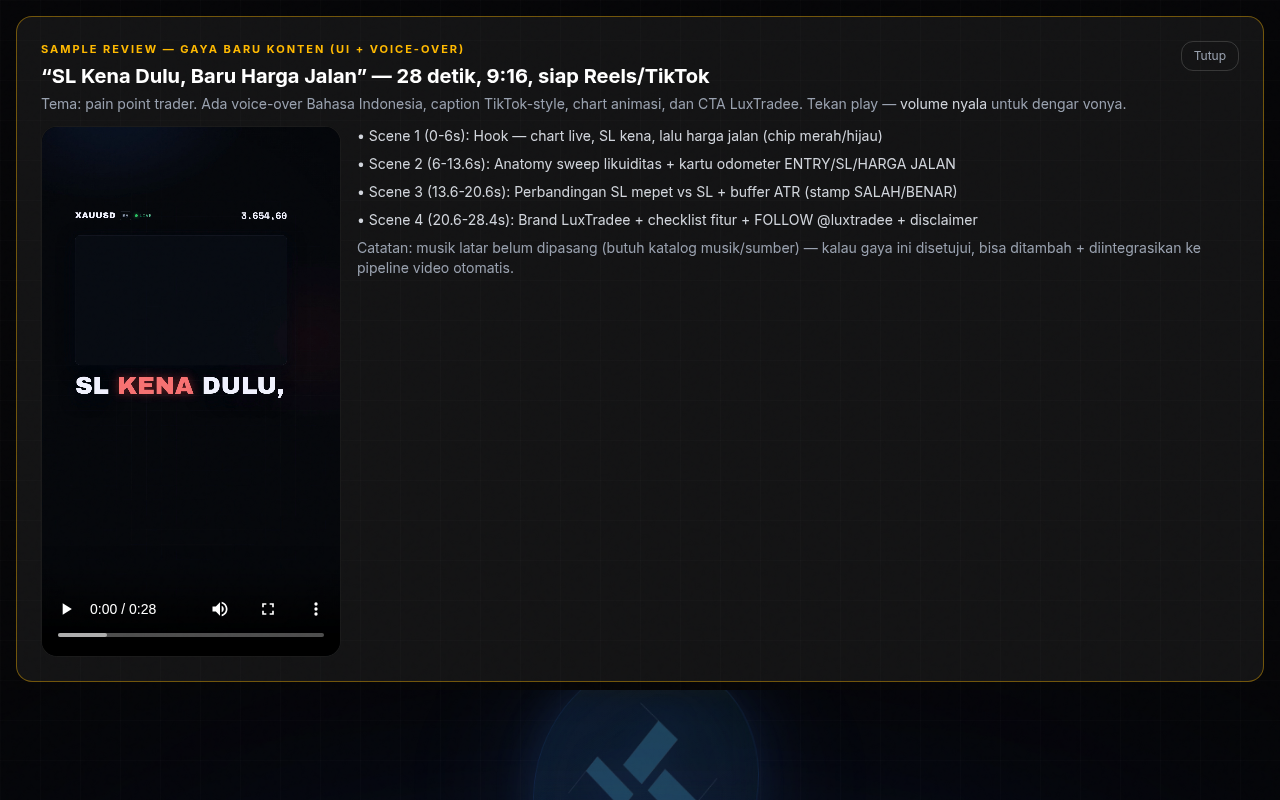 SAMPLE REVIEW — GAYA BARU KONTEN (UI + VOICE-OVER)
“SL Kena Dulu, Baru Harga Jalan” — 28 detik, 9:16, siap Reels/TikTok
Tutup
Tema: pain point trader. Ada voice-over Bahasa Indonesia, caption TikTok-style, chart animasi, dan CTA LuxTradee. Tekan play — volume nyala untuk dengar vonya.
XAUUSD
3.654,60
SL KENA DULU,
0:00 / 0:28
• Scene 1 (0-6s): Hook — chart live, SL kena, lalu harga jalan (chip merah/hijau)
• Scene 2 (6-13.6s): Anatomy sweep likuiditas + kartu odometer ENTRY/SL/HARGA JALAN
• Scene 3 (13.6-20.6s): Perbandingan SL mepet vs SL + buffer ATR (stamp SALAH/BENAR)
• Scene 4 (20.6-28.4s): Brand LuxTradee + checklist fitur + FOLLOW @luxtradee + disclaimer
Catatan: musik latar belum dipasang (butuh katalog musik/sumber) — kalau gaya ini disetujui, bisa ditambah + diintegrasikan ke
pipeline video otomatis.